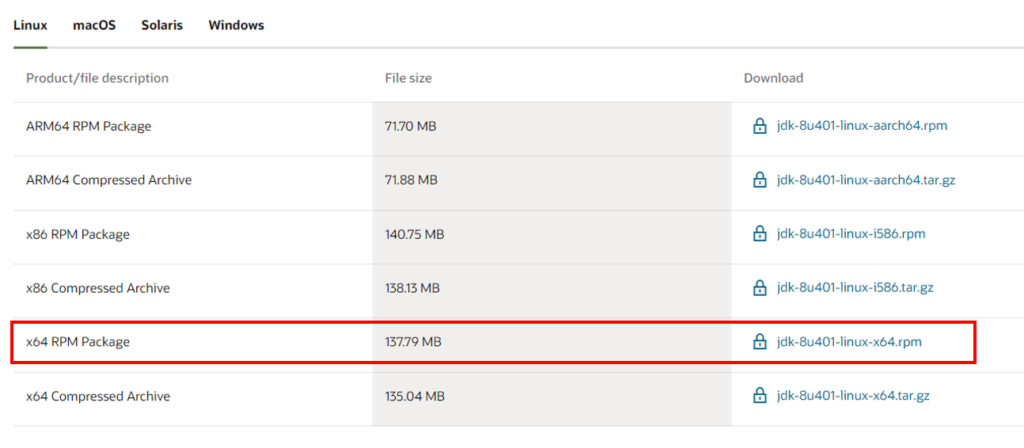 Linux macOS Solaris Windows
Product/file description File size Download
ARM64 RPM Package 71.70 MB jdk-8u401-linux-aarch64.rpm
ARM64 Compressed Archive 71.88 MB jdk-8u401-linux-aarch64.tar.gz
x86 RPM Package 140.75 MB jdk-8u401-linux-i586.rpm
x86 Compressed Archive 138.13 MB jdk-8u401-linux-i586.tar.gz
x64 RPM Package 137.79 MB jdk-8u401-linux-x64.rpm
x64 Compressed Archive 135.04 MB jdk-8u401-linux-x64.tar.gz